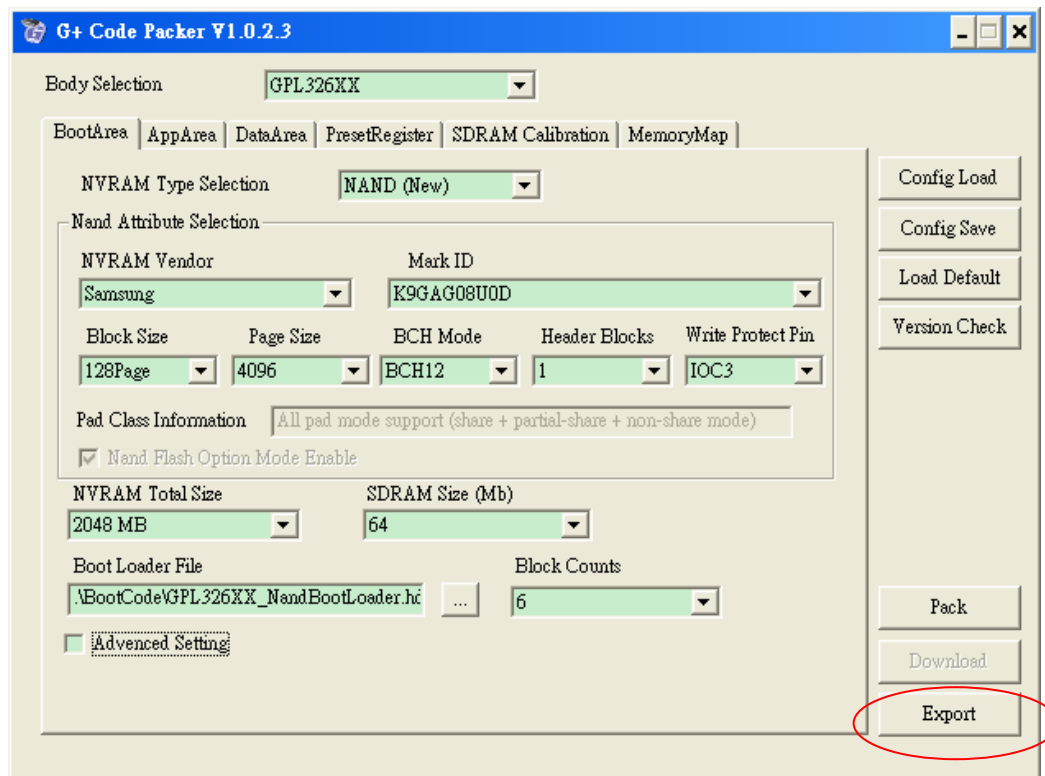 G+ Code Packer V1.0.2.3
Body Selection GPL326XX
BootArea AppArea DataArea PresetRegister SDRAM Calibration MemoryMap
NVRAM Type Selection NAND (New)
Nand Attribute Selection
NVRAM Vendor Mark ID
Samsung K9GAG08U0D
Block Size Page Size BCH Mode Header Blocks Write Protect Pin
128Page 4096 BCH12 1 IOC3
Pad Class Information All pad mode support (share + partial-share + non-share mode)
Nand Flash Option Mode Enable
NVRAM Total Size SDRAM Size (Mb)
2048 MB 64
Boot Loader File Block Counts
.\BootCode\GPL326XX_NandBootLoader.hd ... 6
Advenced Setting
Config Load
Config Save
Load Default
Version Check
Pack
Download
Export